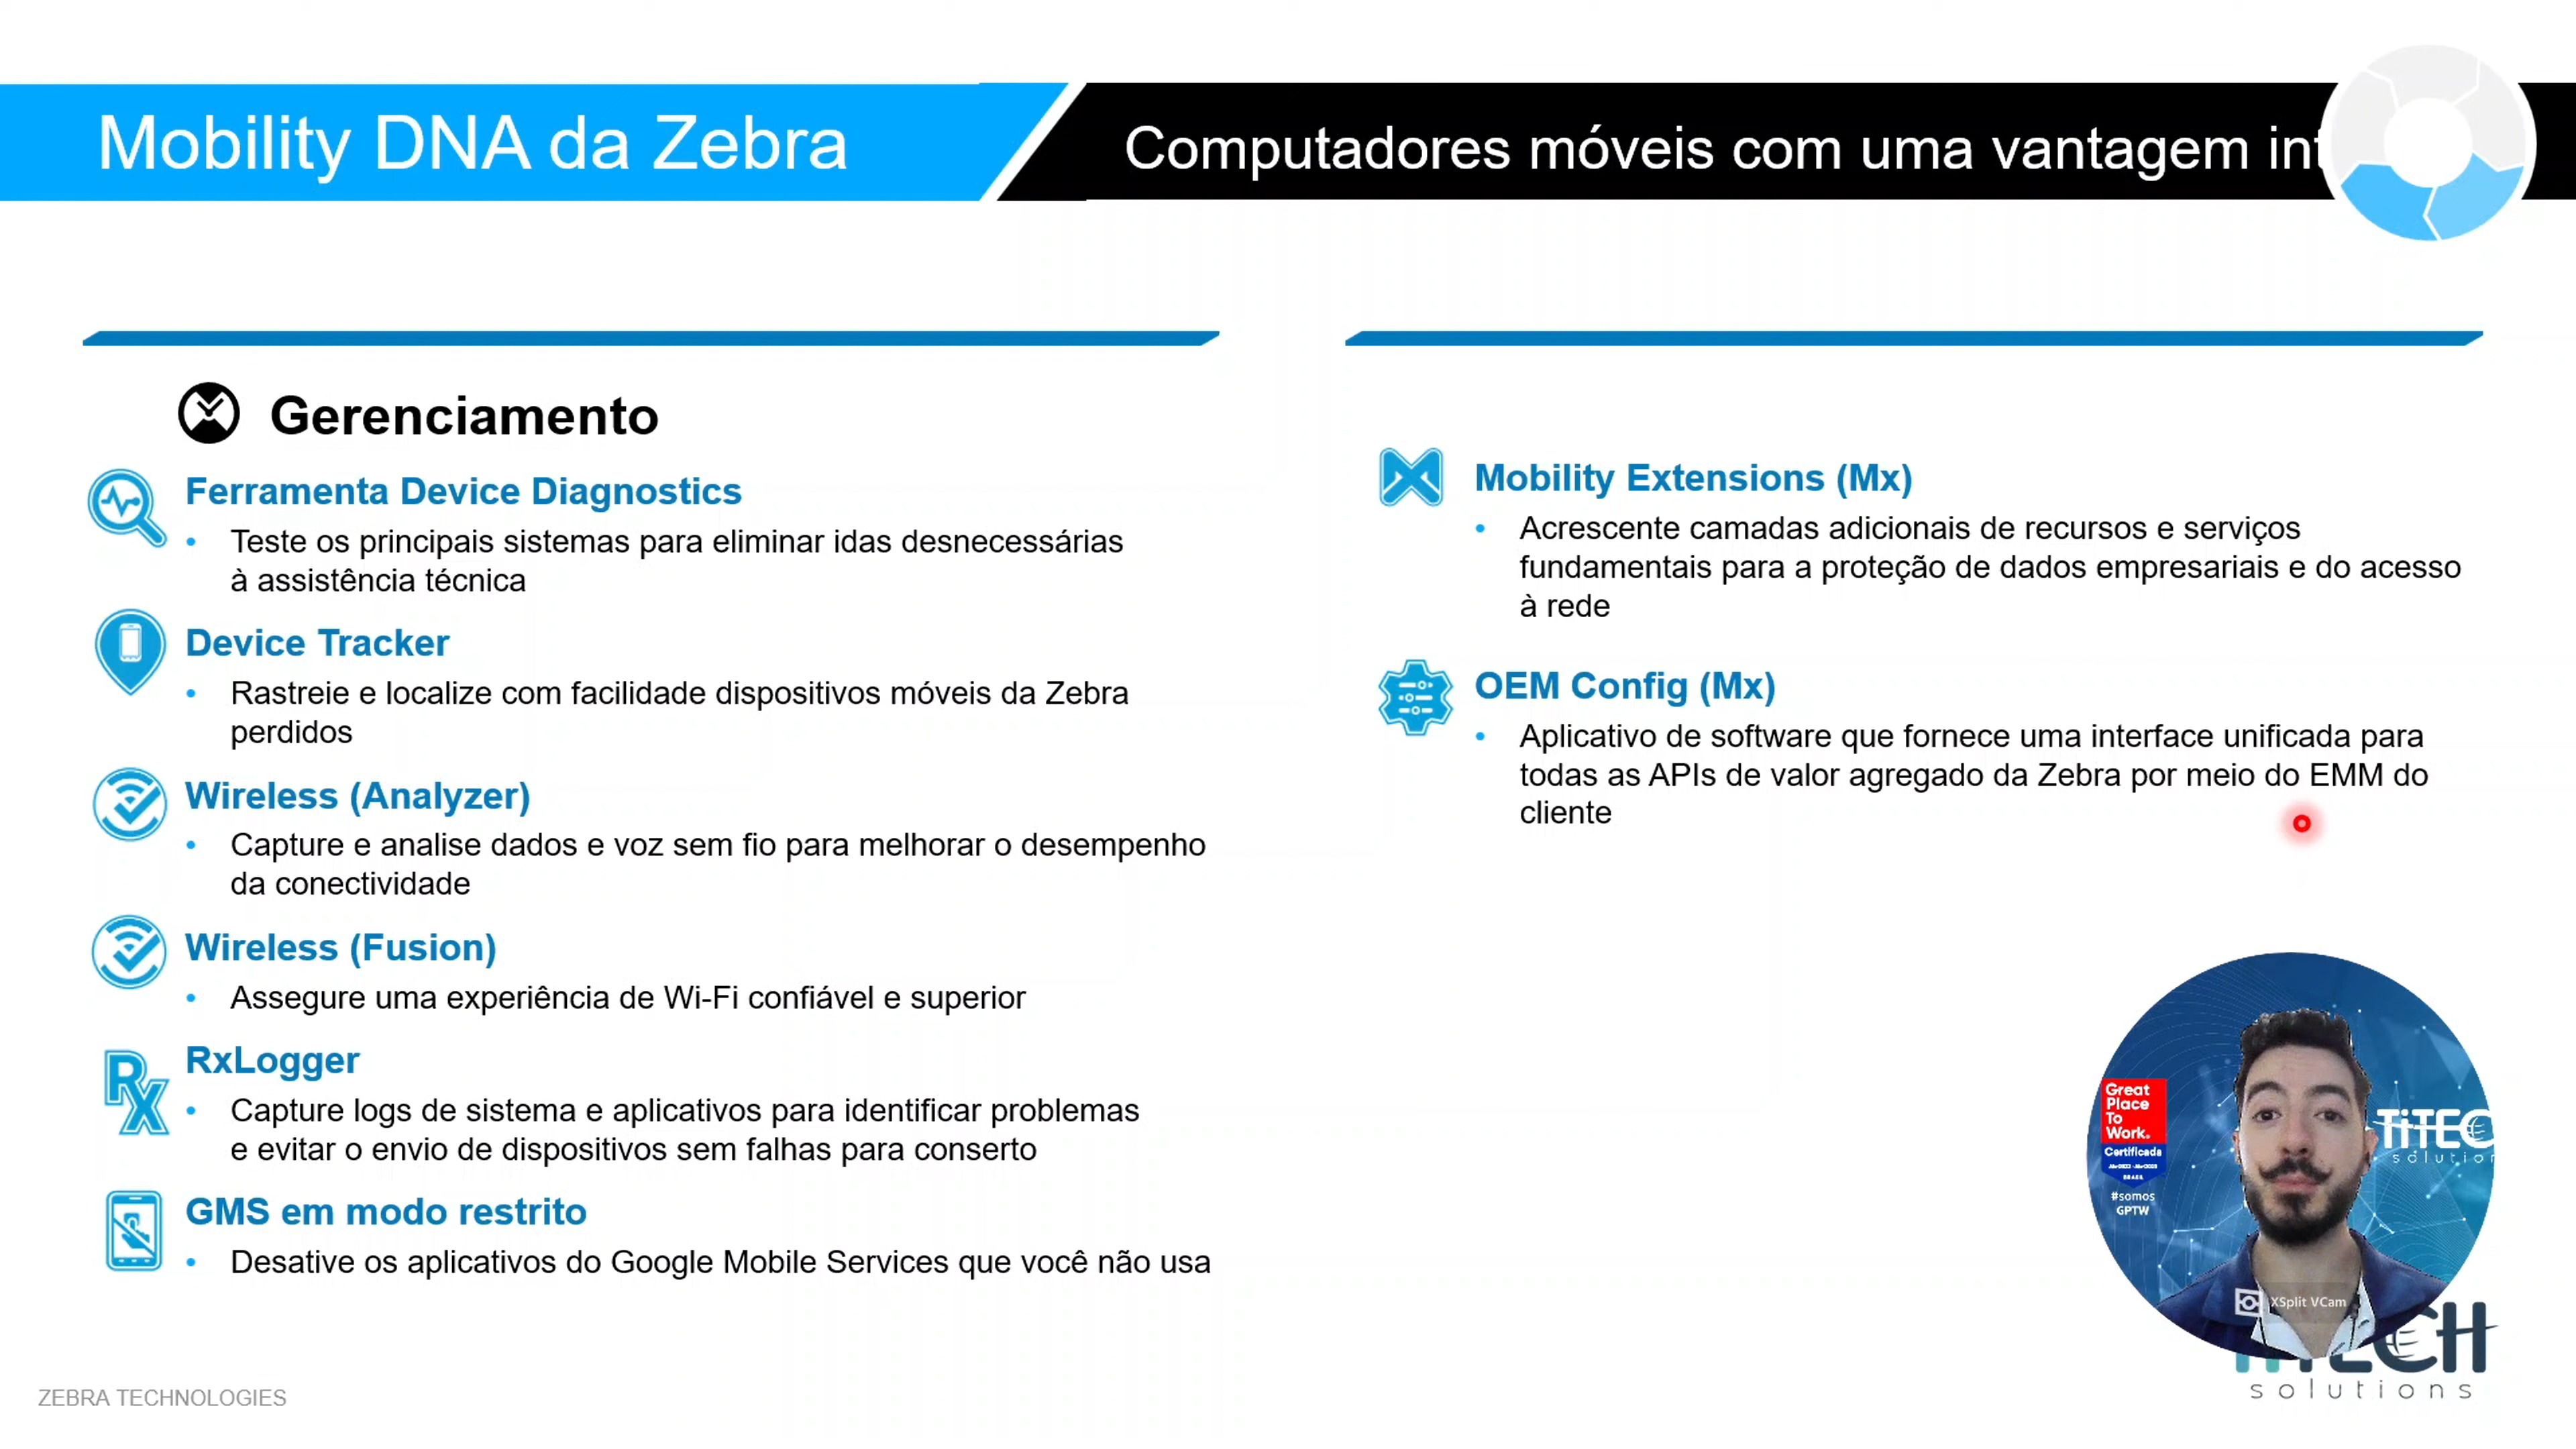 Mobility DNA da Zebra
Computadores móveis com uma vantagem
Gerenciamento
Ferramenta Device Diagnostics
• Teste os principais sistemas para eliminar idas desnecessárias
à assistência técnica
Device Tracker
• Rastreie e localize com facilidade dispositivos móveis da Zebra
perdidos
Wireless (Analyzer)
• Capture e analise dados e voz sem fio para melhorar o desempenho
da conectividade
Wireless (Fusion)
• Assegure uma experiência de Wi-Fi confiável e superior
RX
RxLogger
• Capture logs de sistema e aplicativos para identificar problemas
e evitar o envio de dispositivos sem falhas para conserto
GMS em modo restrito
• Desative os aplicativos do Google Mobile Services que você não usa
Mobility Extensions (Mx)
• Acrescente camadas adicionais de recursos e serviços
fundamentais para a proteção de dados empresariais e do acesso
à rede
OEM Config (Mx)
• Aplicativo de software que fornece uma interface unificada para
todas as APIs de valor agregado da Zebra por meio do EMM do
cliente
Great
Place
To
Work.
Certificada
BRASIL
#somos
GPTW
XSplit VCam
solutions
ZEBRA TECHNOLOGIES